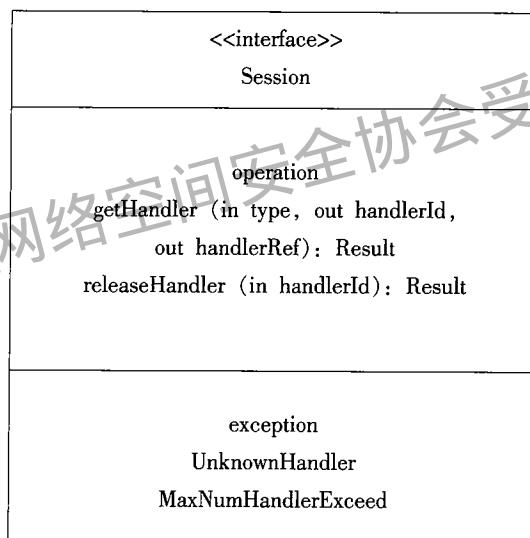 <<interface>>
Session
operation
getHandler (in type, out handlerId,
out handlerRef): Result
releaseHandler (in handlerId): Result
exception
UnknownHandler
MaxNumHandlerExceed
网络空间安全协会受